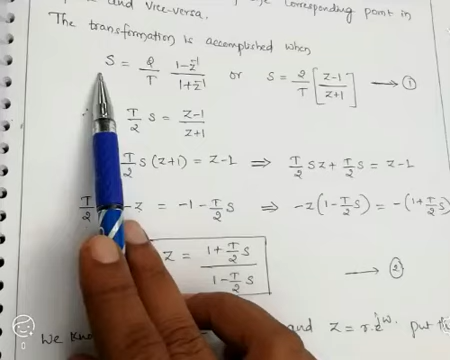 and vice-versa. corresponding point in
The transformation is accomplished when
S = 2/T (1-z⁻¹)/(1+z⁻¹) or S = 2/T [(z-1)/(z+1)] → ①
T/2 S = (z-1)/(z+1)
T/2 S(z+1) = z-1 ⇒ T/2 Sz + T/2 S = z-1
T/2 -z = -1 - T/2 S ⇒ -z(1 - T/2 S) = -(1 + T/2 S)
z = (1 + T/2 S)/(1 - T/2 S) → ②
We and z = r.e^jω. put